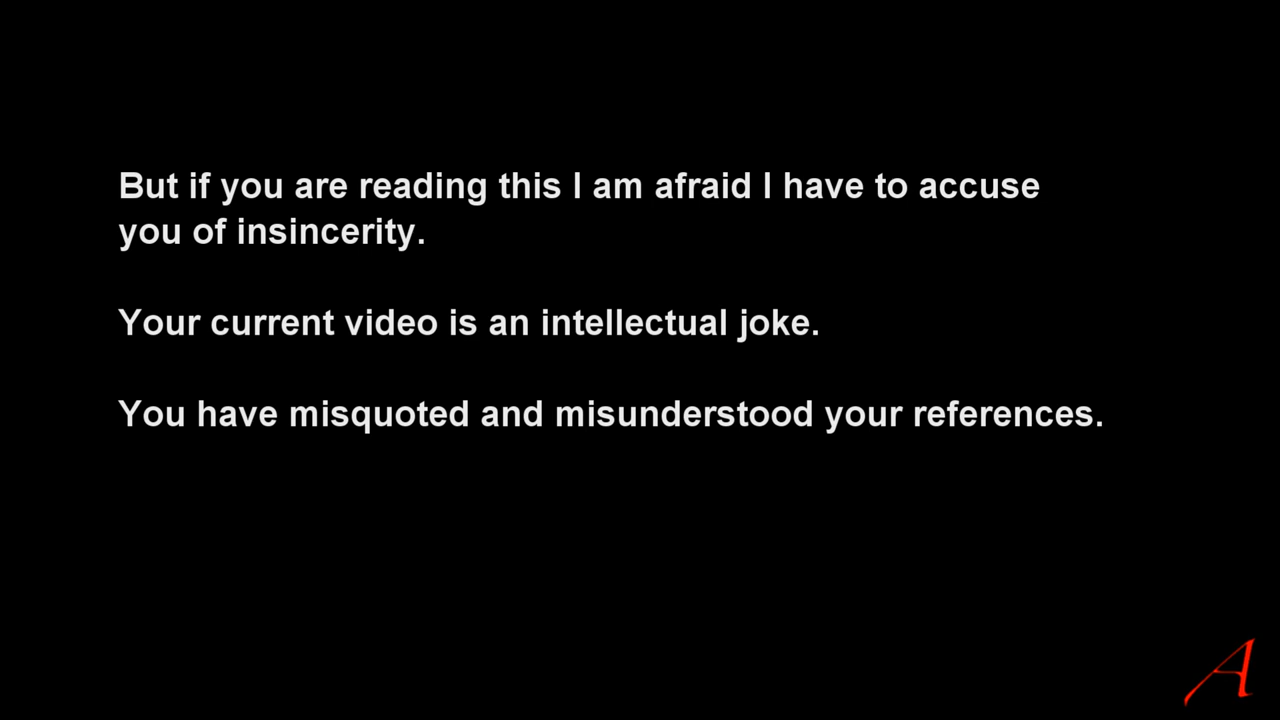 But if you are reading this I am afraid I have to accuse
you of insincerity.
Your current video is an intellectual joke.
You have misquoted and misunderstood your references.
A